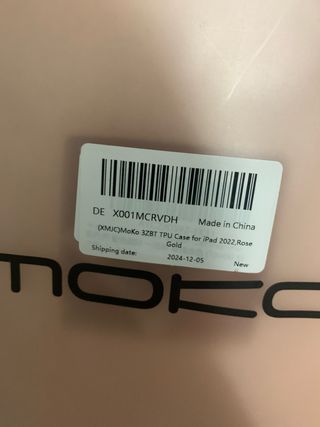 DE X001MCRVDH Made in China
(XMJC)MoKo 3ZBT TPU Case for iPad 2022,Rose
Gold
Shipping date: 2024-12-05 New
MOKO